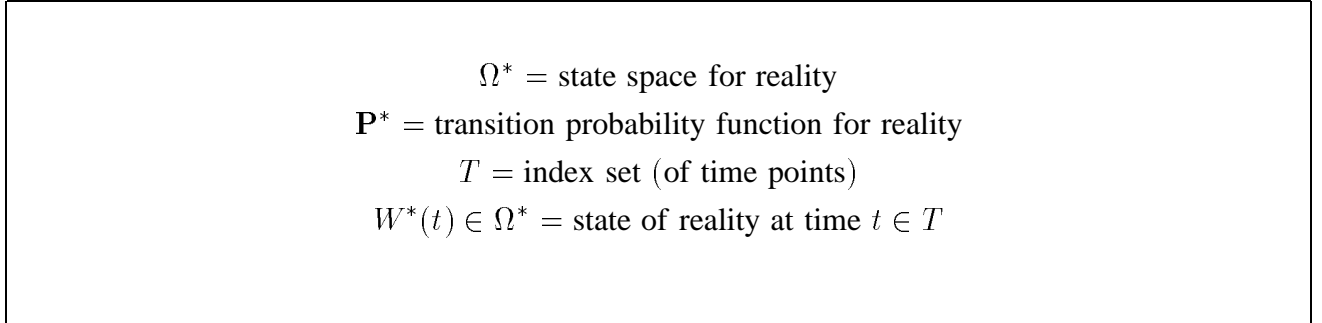 Ω* = state space for reality
P* = transition probability function for reality
T = index set (of time points)
W*(t) ∈ Ω* = state of reality at time t ∈ T